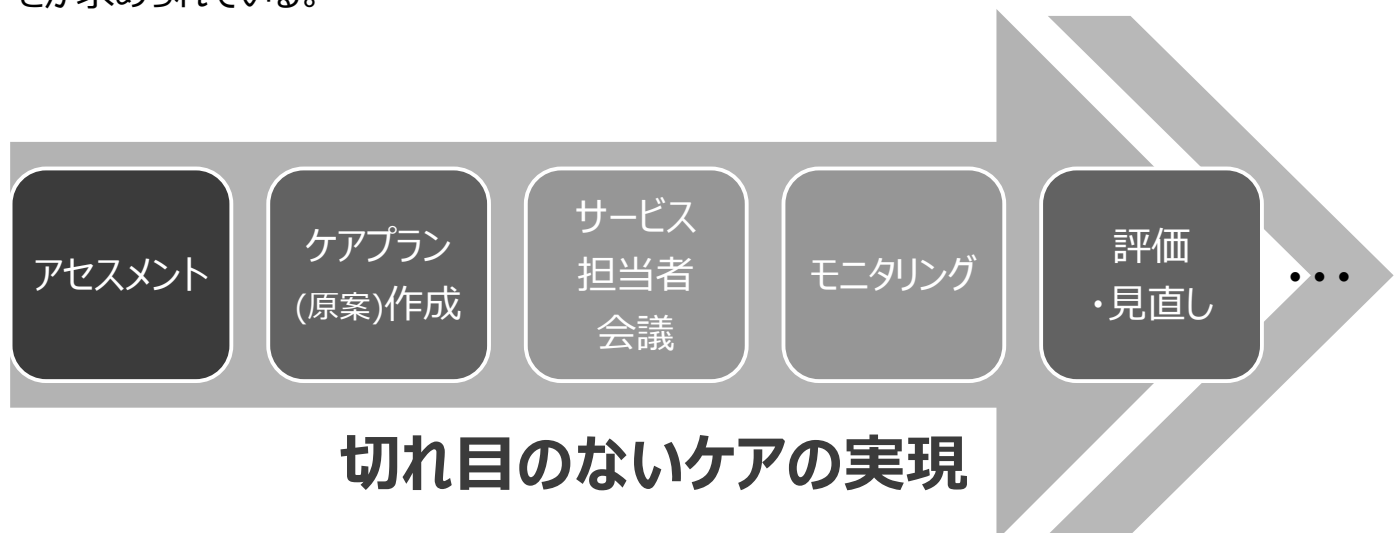 とが求められている。
アセスメント
ケアプラン
(原案)作成
サービス
担当者
会議
モニタリング
評価
・見直し
・・・
切れ目のないケアの実現